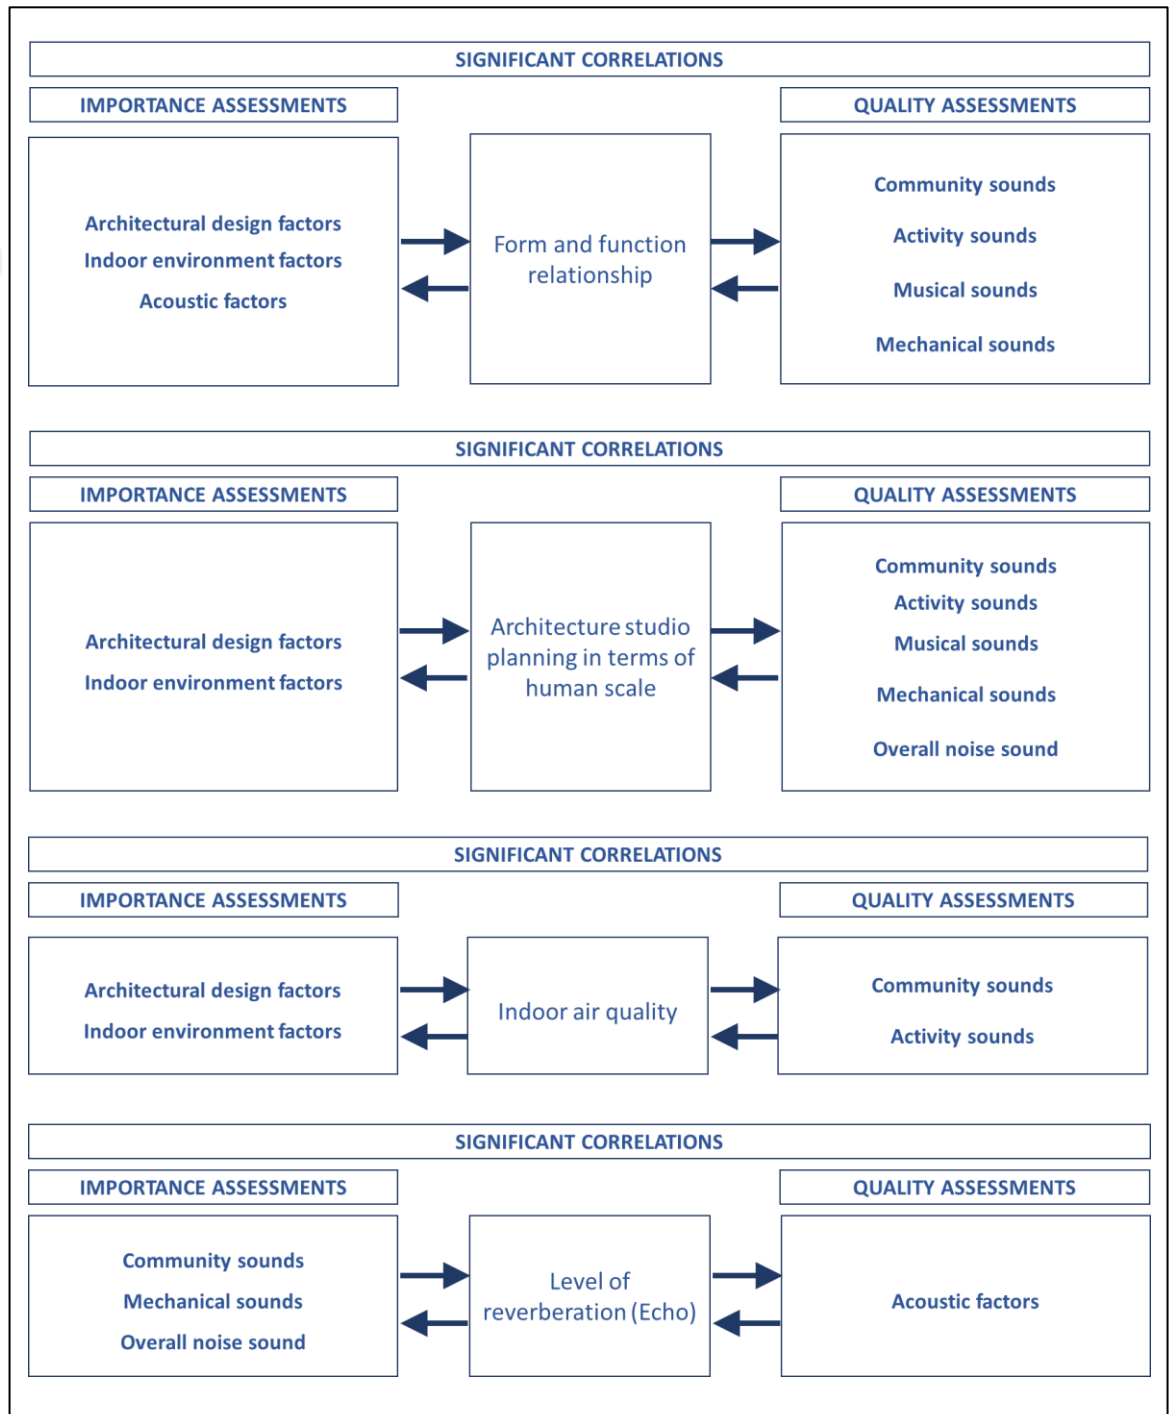 SIGNIFICANT CORRELATIONS
IMPORTANCE ASSESSMENTS
QUALITY ASSESSMENTS
Architectural design factors
Indoor environment factors
Acoustic factors
Form and function
relationship
Community sounds
Activity sounds
Musical sounds
Mechanical sounds
SIGNIFICANT CORRELATIONS
IMPORTANCE ASSESSMENTS
QUALITY ASSESSMENTS
Architectural design factors
Indoor environment factors
Architecture studio
planning in terms of
human scale
Community sounds
Activity sounds
Musical sounds
Mechanical sounds
Overall noise sound
SIGNIFICANT CORRELATIONS
IMPORTANCE ASSESSMENTS
QUALITY ASSESSMENTS
Architectural design factors
Indoor environment factors
Indoor air quality
Community sounds
Activity sounds
SIGNIFICANT CORRELATIONS
IMPORTANCE ASSESSMENTS
QUALITY ASSESSMENTS
Community sounds
Mechanical sounds
Overall noise sound
Level of
reverberation (Echo)
Acoustic factors